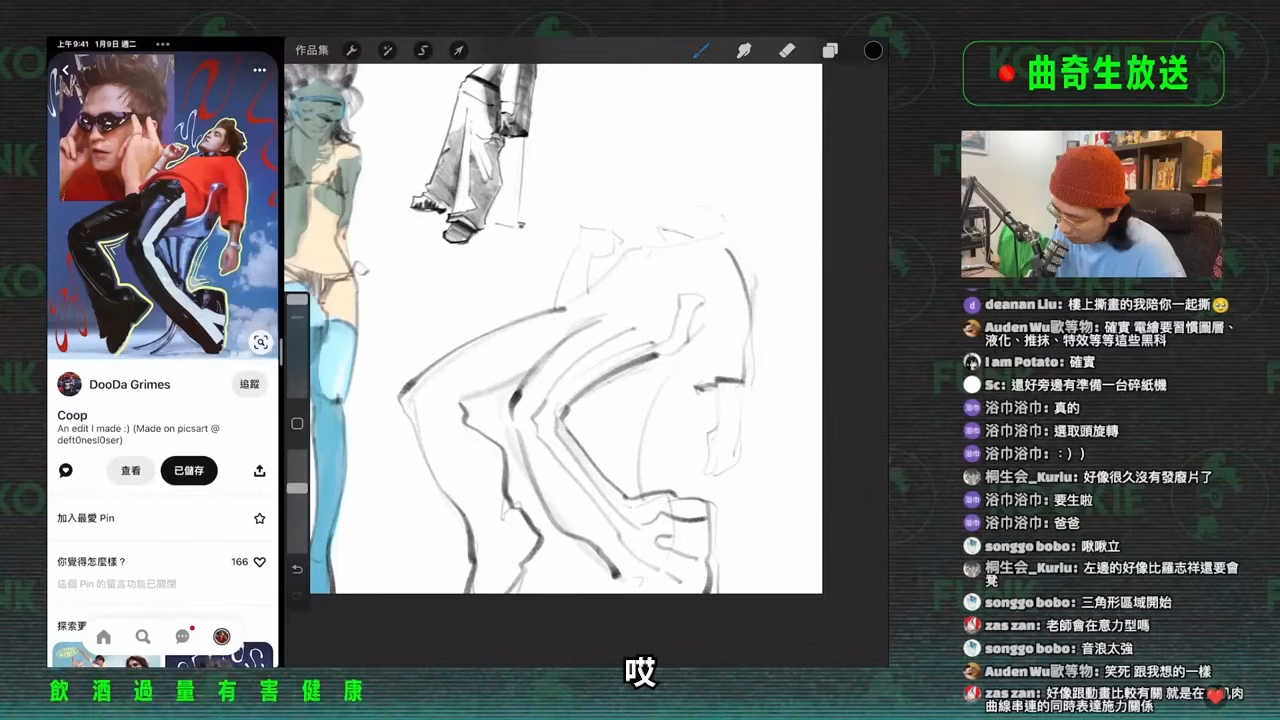 上午9:41 1月9日 週二
作品集
曲奇生放送
DooDa Grimes
追蹤
Coop
An edit I made :) (Made on picsart @
deft0nesl0ser)
查看
已儲存
加入最愛 Pin
你覺得怎麼樣？
166
這個 Pin 的留言功能已關閉
探索更
deanan Liu：樓上撕畫的我陪你一起撕🥹
Auden Wu歐等物：確實 電繪要習慣圖層、
液化、推抹、特效等等這些黑科
I am Potato：確實
Sc：還好旁邊有準備一台碎紙機
浴巾浴巾：真的
浴巾浴巾：選取頭旋轉
浴巾浴巾：：））
桐生会_Kuriu：好像很久沒有發廢片了
浴巾浴巾：要生啦
浴巾浴巾：爸爸
songgo bobo：啾啾立
桐生会_Kuriu：左邊的好像比羅志祥還要會
凳
songgo bobo：三角形區域開始
zas zan：老師會在意力型嗎
songgo bobo：音浪太強
Auden Wu歐等物：笑死 跟我想的一樣
zas zan：好像跟動畫比較有關 就是在 肌肉
曲線串連的同時表達施力關係
哎
飲酒過量有害健康